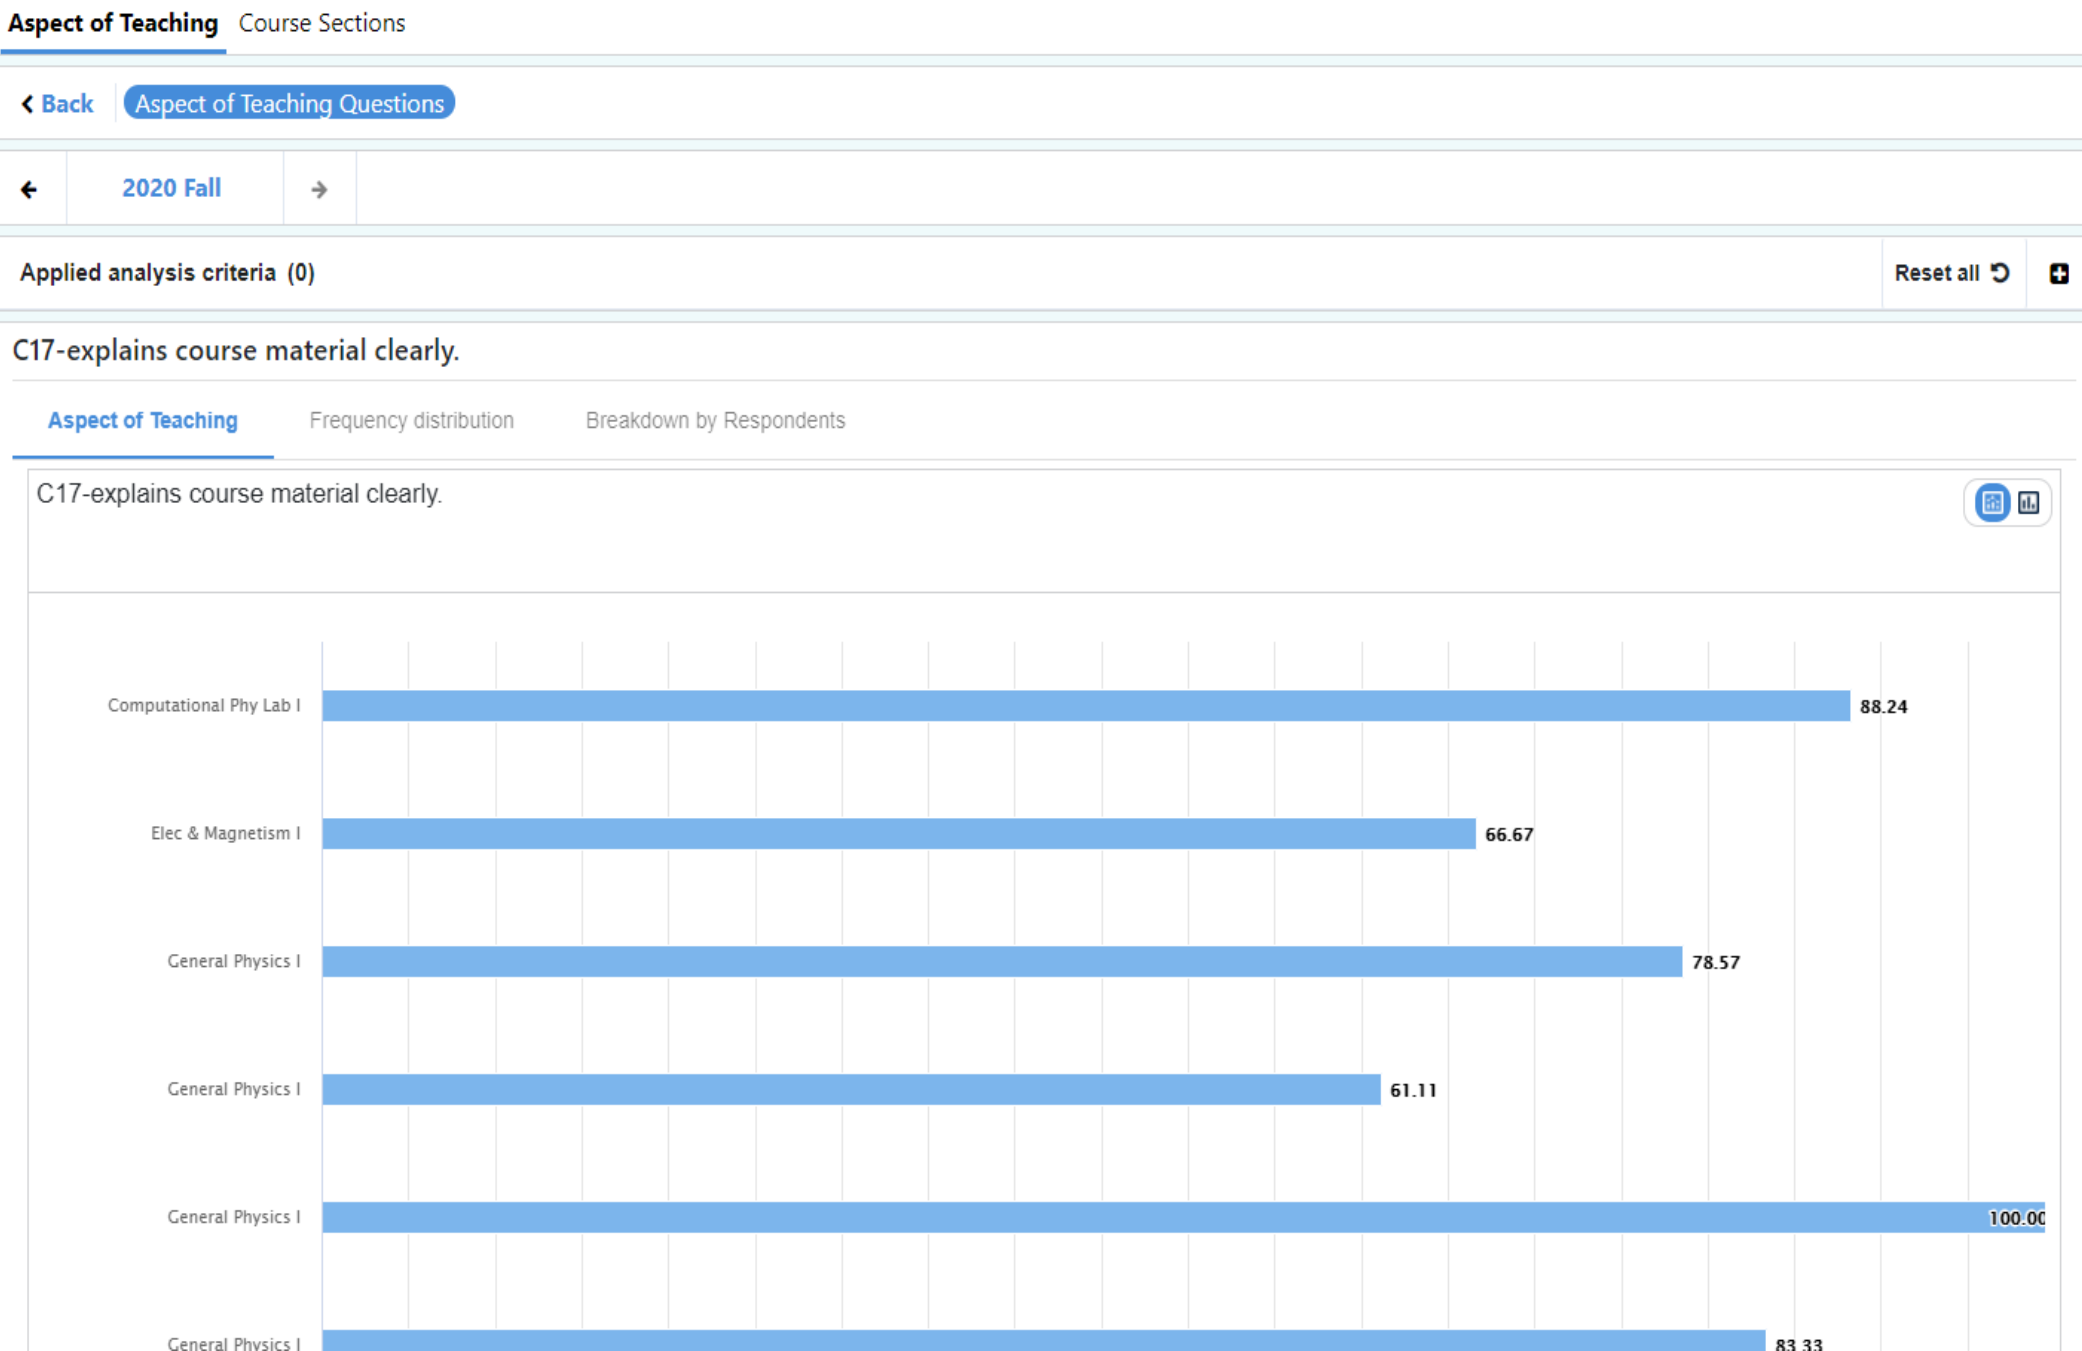 Aspect of Teaching Course Sections
Back Aspect of Teaching Questions
2020 Fall
Applied analysis criteria (0) Reset all
C17-explains course material clearly.
Aspect of Teaching Frequency distribution Breakdown by Respondents
C17-explains course material clearly.
Computational Phy Lab I 88.24
Elec & Magnetism I 66.67
General Physics I 78.57
General Physics I 61.11
General Physics I 100.00
General Physics I 83.33